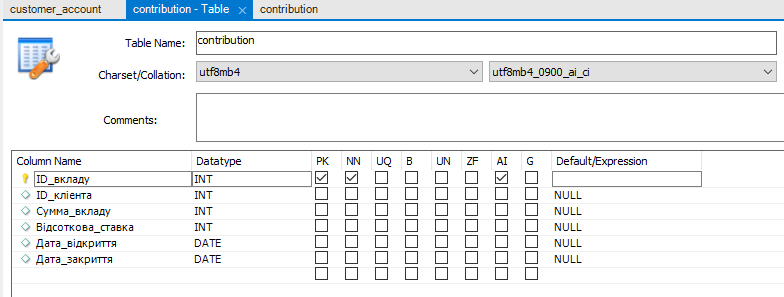 customer_account contribution - Table × contribution
Table Name: contribution
Charset/Collation: utf8mb4 utf8mb4_0900_ai_ci
Comments:
Column Name Datatype PK NN UQ B UN ZF AI G Default/Expression
ID_вкладу INT
ID_клієнта INT NULL
Сумма_вкладу INT NULL
Відсоткова_ставка INT NULL
Дата_відкриття DATE NULL
Дата_закриття DATE NULL